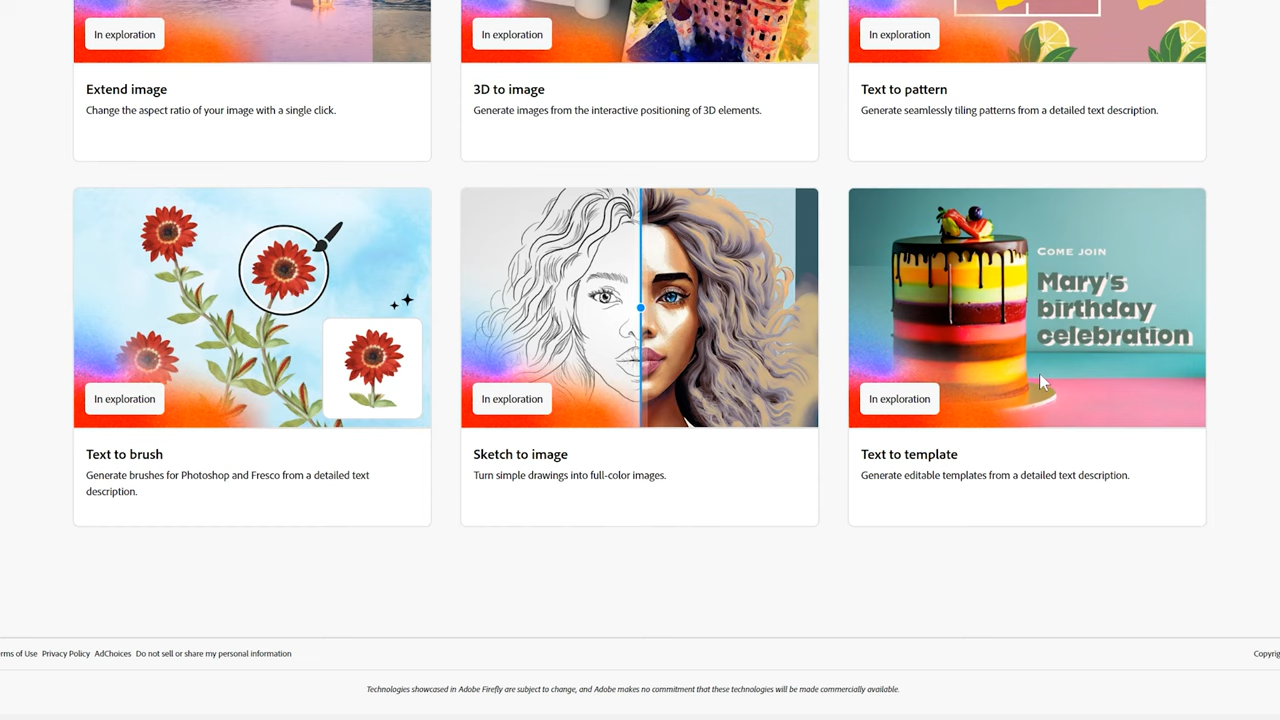 In exploration
In exploration
In exploration
Extend image
Change the aspect ratio of your image with a single click.
3D to image
Generate images from the interactive positioning of 3D elements.
Text to pattern
Generate seamlessly tiling patterns from a detailed text description.
In exploration
In exploration
Come join
Mary's
birthday
celebration
In exploration
Text to brush
Generate brushes for Photoshop and Fresco from a detailed text
description.
Sketch to image
Turn simple drawings into full-color images.
Text to template
Generate editable templates from a detailed text description.
rms of Use Privacy Policy AdChoices Do not sell or share my personal information
Copyrig
Technologies showcased in Adobe Firefly are subject to change, and Adobe makes no commitment that these technologies will be made commercially available.